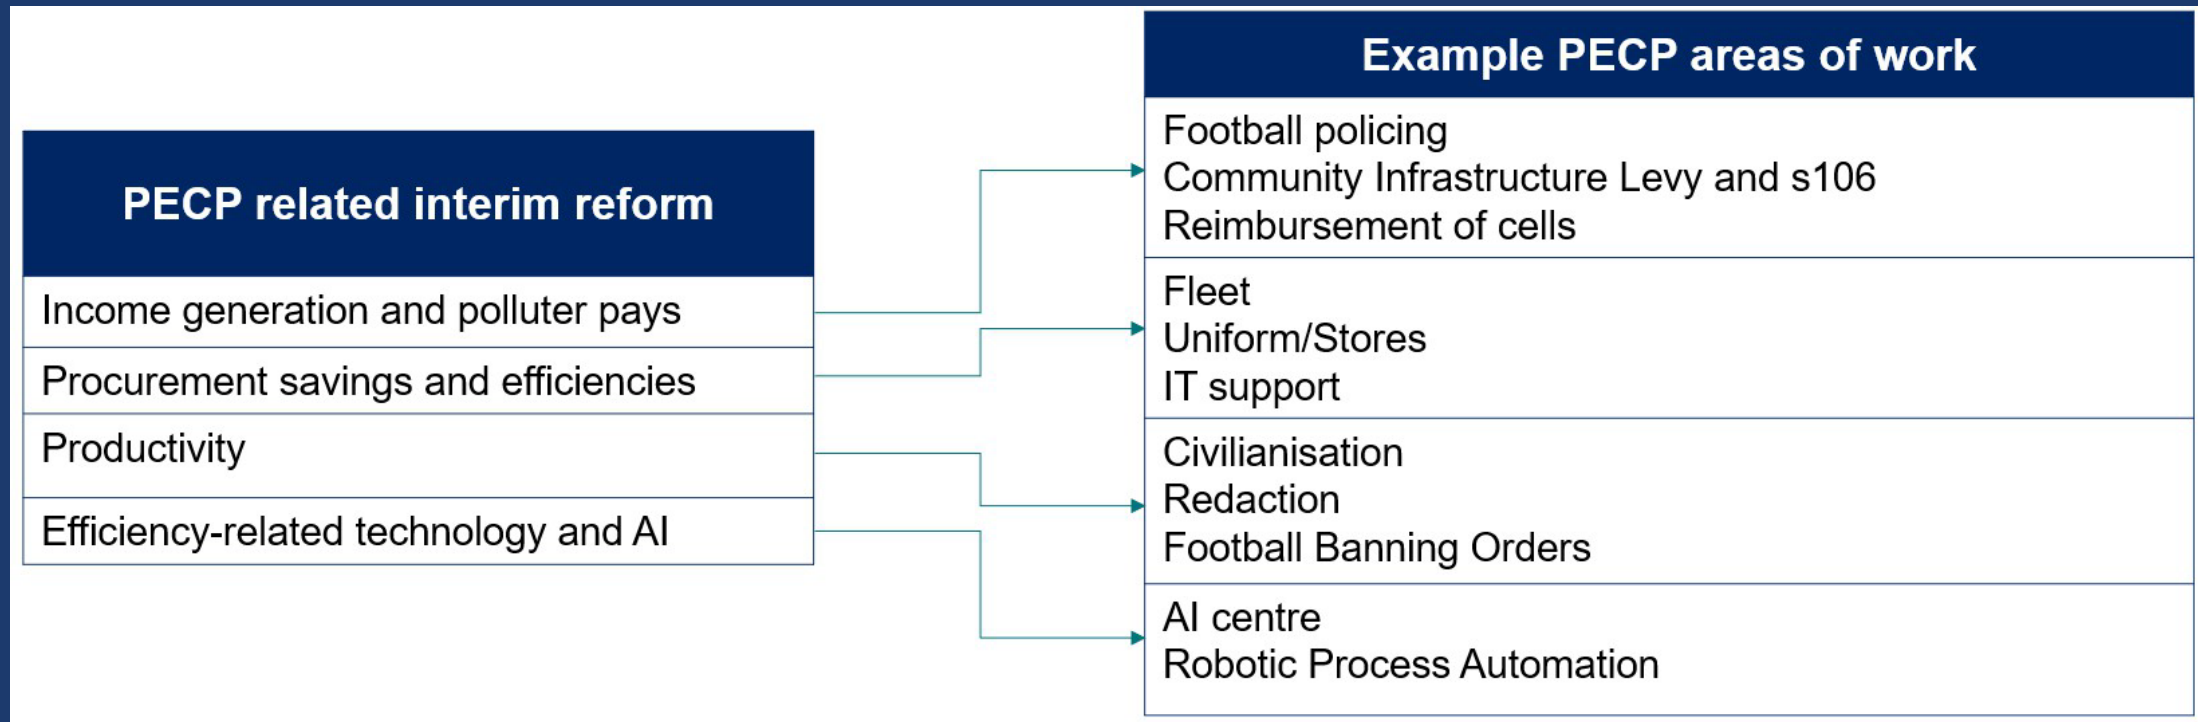 PECP related interim reform
Income generation and polluter pays
Procurement savings and efficiencies
Productivity
Efficiency-related technology and AI
Example PECP areas of work
Football policing
Community Infrastructure Levy and s106
Reimbursement of cells
Fleet
Uniform/Stores
IT support
Civilianisation
Redaction
Football Banning Orders
AI centre
Robotic Process Automation